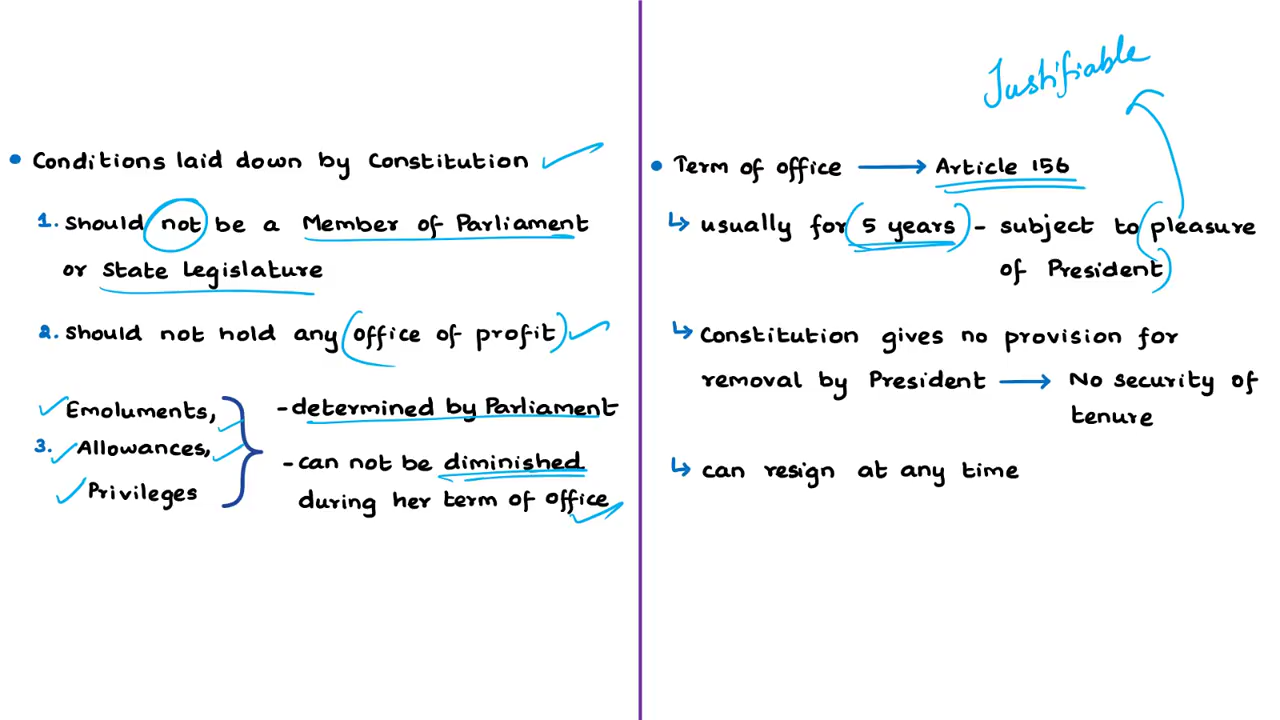 • Conditions laid down by Constitution
1. Should not be a Member of Parliament
or State Legislature
2. Should not hold any (office of profit)
Emoluments,
3. Allowances,
Privileges
- determined by Parliament
- can not be diminished
during her term of office
Justifiable
• Term of office → Article 156
↳ usually for (5 years) - subject to (pleasure
of President)
↳ Constitution gives no provision for
removal by President → No security of
tenure
↳ can resign at any time